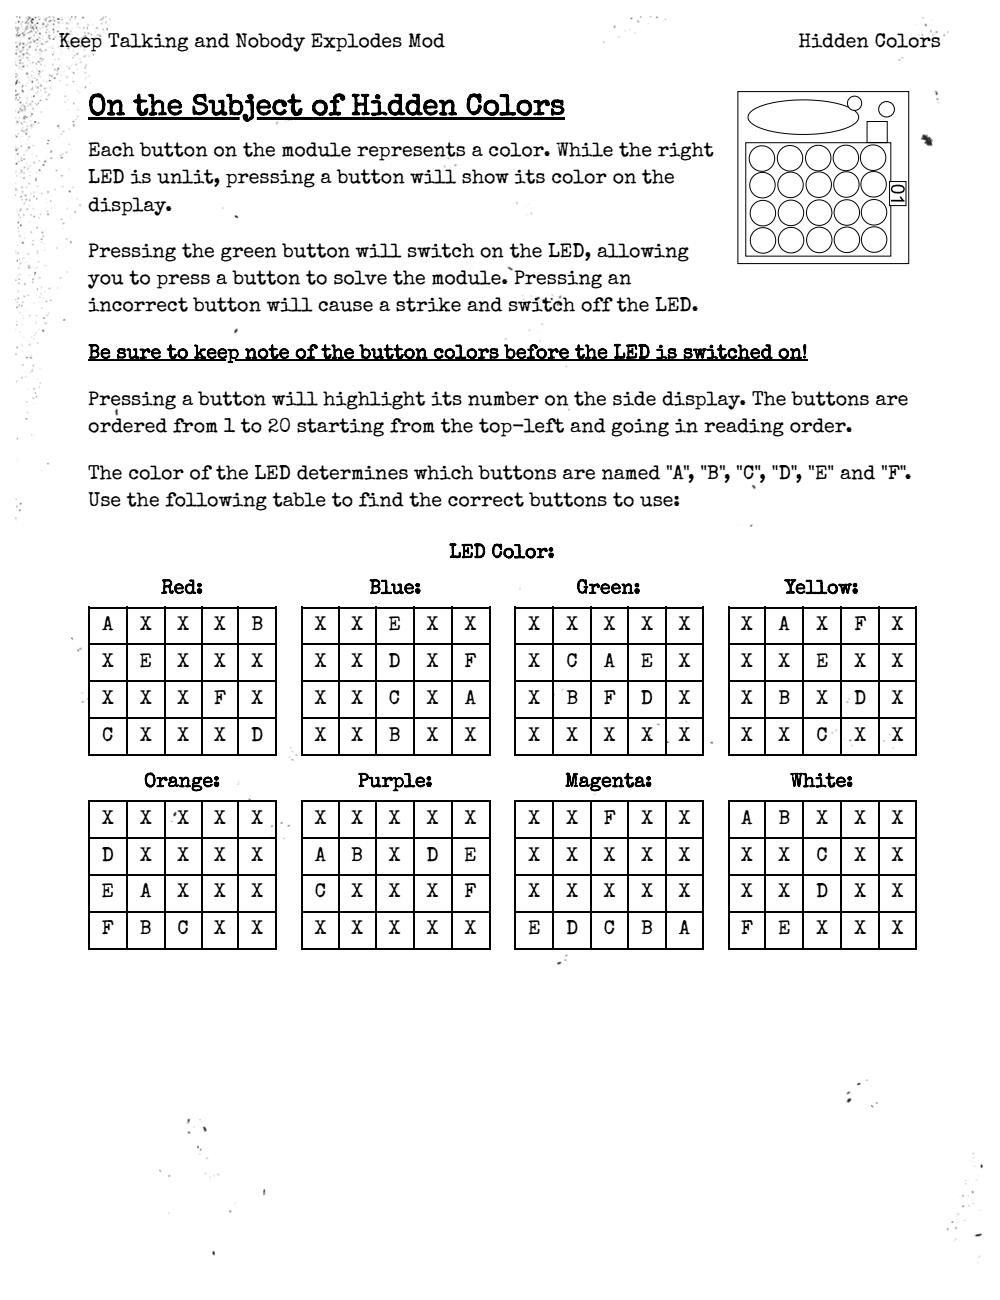 Keep Talking and Nobody Explodes Mod
Hidden Colors
On the Subject of Hidden Colors
Each button on the module represents a color. While the right
LED is unlit, pressing a button will show its color on the
display.
01
Pressing the green button will switch on the LED, allowing
you to press a button to solve the module. Pressing an
incorrect button will cause a strike and switch off the LED.
Be sure to keep note of the button colors before the LED is switched on!
Pressing a button will highlight its number on the side display. The buttons are
ordered from 1 to 20 starting from the top-left and going in reading order.
The color of the LED determines which buttons are named "A", "B", "C", "D", "E" and "F".
Use the following table to find the correct buttons to use:
LED Color:
Red: Blue: Green: Yellow:
A X X X B X X E X X X X X X X X A X F X
X E X X X X X D X F X C A E X X X E X X
X X X F X X X C X A X B F D X X B X D X
C X X X D X X B X X X X X X X X X C X X
Orange: Purple: Magenta: White:
X X X X X X X X X X X X F X X A B X X X
D X X X X A B X D E X X X X X X X C X X
E A X X X C X X X F X X X X X X X D X X
F B C X X X X X X X E D C B A F E X X X